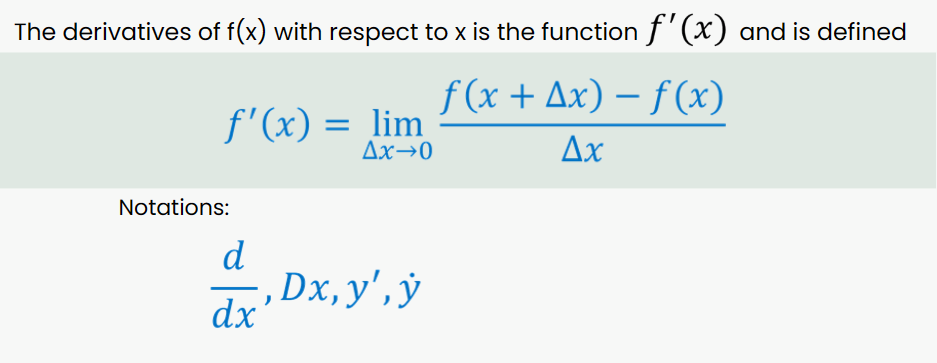 The derivatives of f(x) with respect to x is the function f'(x) and is defined
f'(x) = lim Δx→0 f(x + Δx) − f(x) / Δx
Notations:
d/dx, Dx, y', ẏ